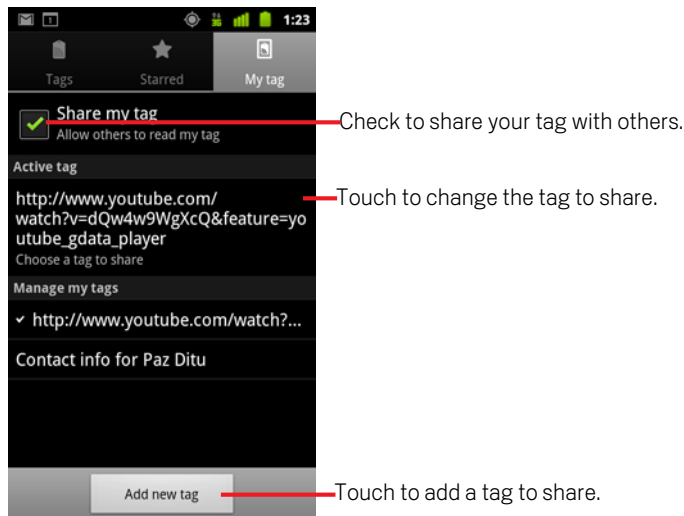 1:23
Tags
Starred
My tag
Share my tag
Allow others to read my tag
Check to share your tag with others.
Active tag
http://www.youtube.com/
watch?v=dQw4w9WgXcQ&feature=yo
utube_gdata_player
Choose a tag to share
Touch to change the tag to share.
Manage my tags
http://www.youtube.com/watch?...
Contact info for Paz Ditu
Add new tag
Touch to add a tag to share.